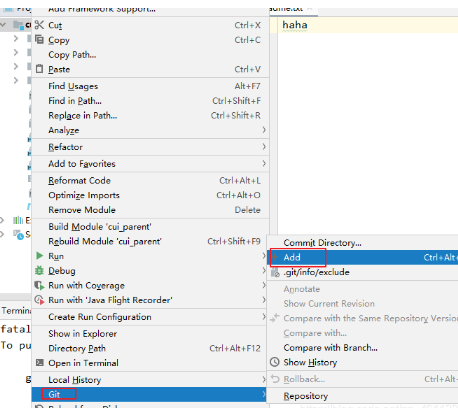 Add Framework Support...
Cut Ctrl+X
Copy Ctrl+C
Copy Path...
Paste Ctrl+V
Find Usages Alt+F7
Find in Path... Ctrl+Shift+F
Replace in Path... Ctrl+Shift+R
Analyze
Refactor
Add to Favorites
Reformat Code Ctrl+Alt+L
Optimize Imports Ctrl+Alt+O
Remove Module Delete
Build Module 'cui_parent'
Rebuild Module 'cui_parent' Ctrl+Shift+F9
Run
Debug
Run with Coverage
Run with 'Java Flight Recorder'
Create Run Configuration
Show in Explorer
Directory Path Ctrl+Alt+F12
Open in Terminal
Local History
Git
haha
Commit Directory...
Add Ctrl+Alt+
.git/info/exclude
Annotate
Show Current Revision
Compare with the Same Repository Version
Compare with...
Compare with Branch...
Show History
Rollback... Ctrl+Alt+
Repository
Termina
fatal
To pu